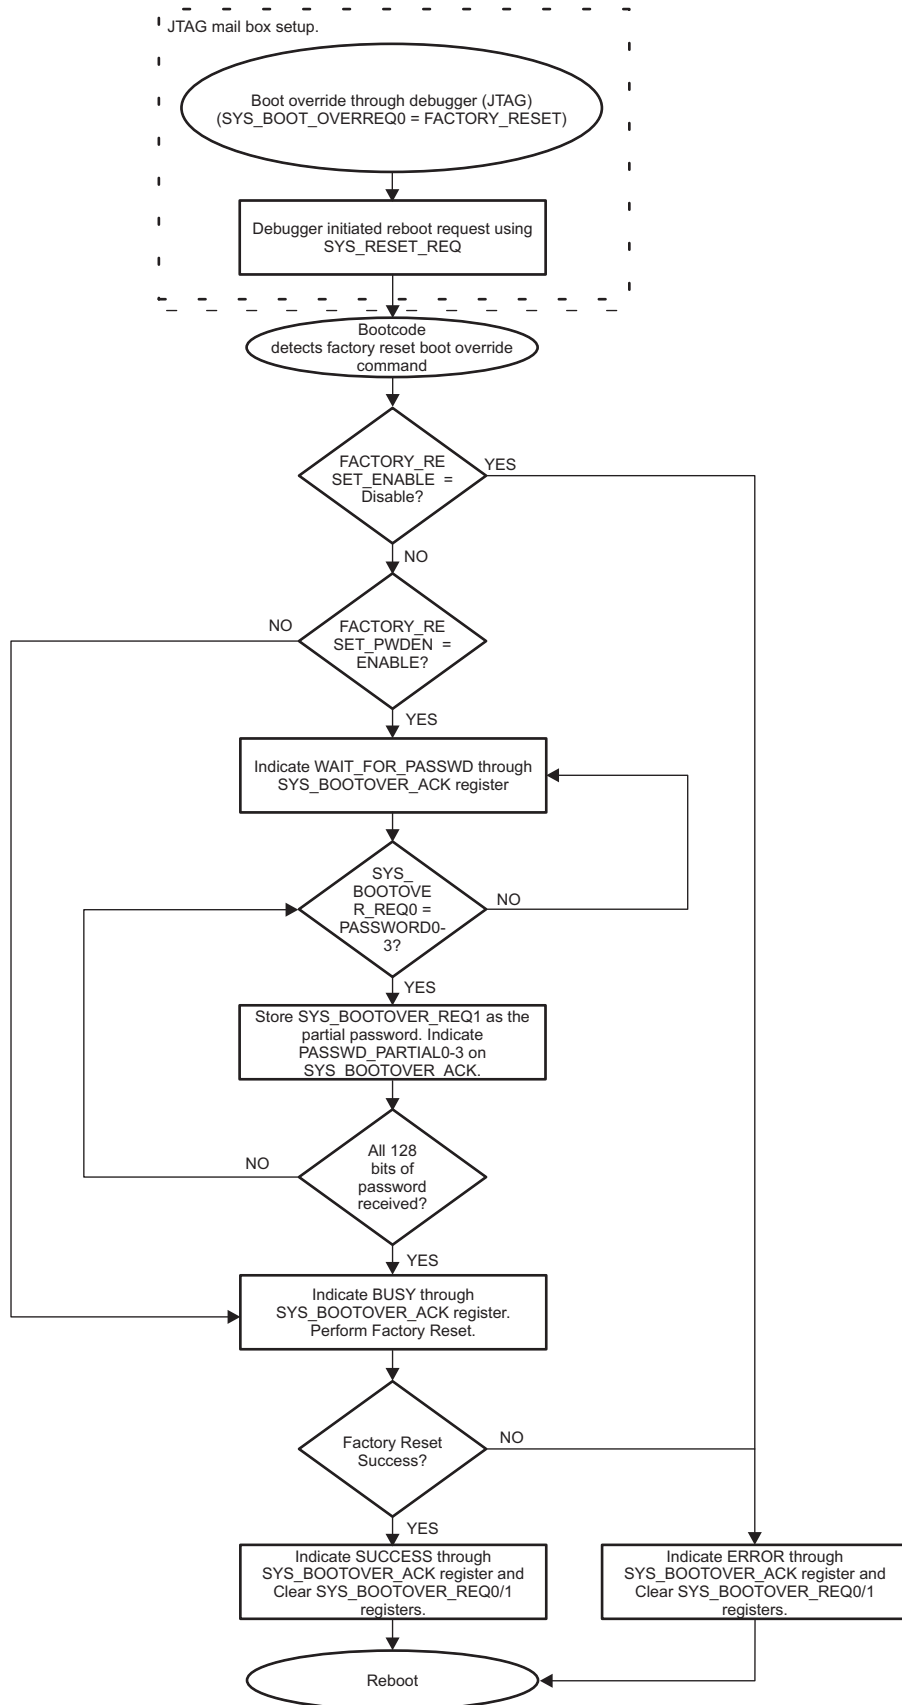 JTAG mail box setup.
Boot override through debugger (JTAG)
(SYS_BOOT_OVERREQ0 = FACTORY_RESET)
Debugger initiated reboot request using
SYS_RESET_REQ
Bootcode
detects factory reset boot override
command
FACTORY_RE
SET_ENABLE =
Disable?
YES
NO
FACTORY_RE
SET_PWDEN =
ENABLE?
NO
YES
Indicate WAIT_FOR_PASSWD through
SYS_BOOTOVER_ACK register
SYS_
BOOTOVE
R_REQ0 =
PASSWORD0-
3?
NO
YES
Store SYS_BOOTOVER_REQ1 as the
partial password. Indicate
PASSWD_PARTIAL0-3 on
SYS_BOOTOVER_ACK.
All 128
bits of
password
received?
NO
YES
Indicate BUSY through
SYS_BOOTOVER_ACK register.
Perform Factory Reset.
Factory Reset
Success?
NO
YES
Indicate SUCCESS through
SYS_BOOTOVER_ACK register and
Clear SYS_BOOTOVER_REQ0/1
registers.
Indicate ERROR through
SYS_BOOTOVER_ACK register and
Clear SYS_BOOTOVER_REQ0/1
registers.
Reboot